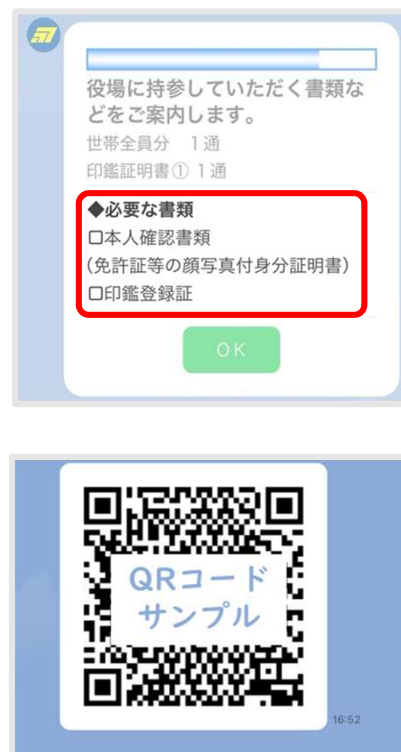 役場に持参していただく書類な
どをご案内します。
世帯全員分　1通
印鑑証明書① 1通
◆必要な書類
□本人確認書類
(免許証等の顔写真付身分証明書)
□印鑑登録証
OK
QRコード
サンプル
16:52